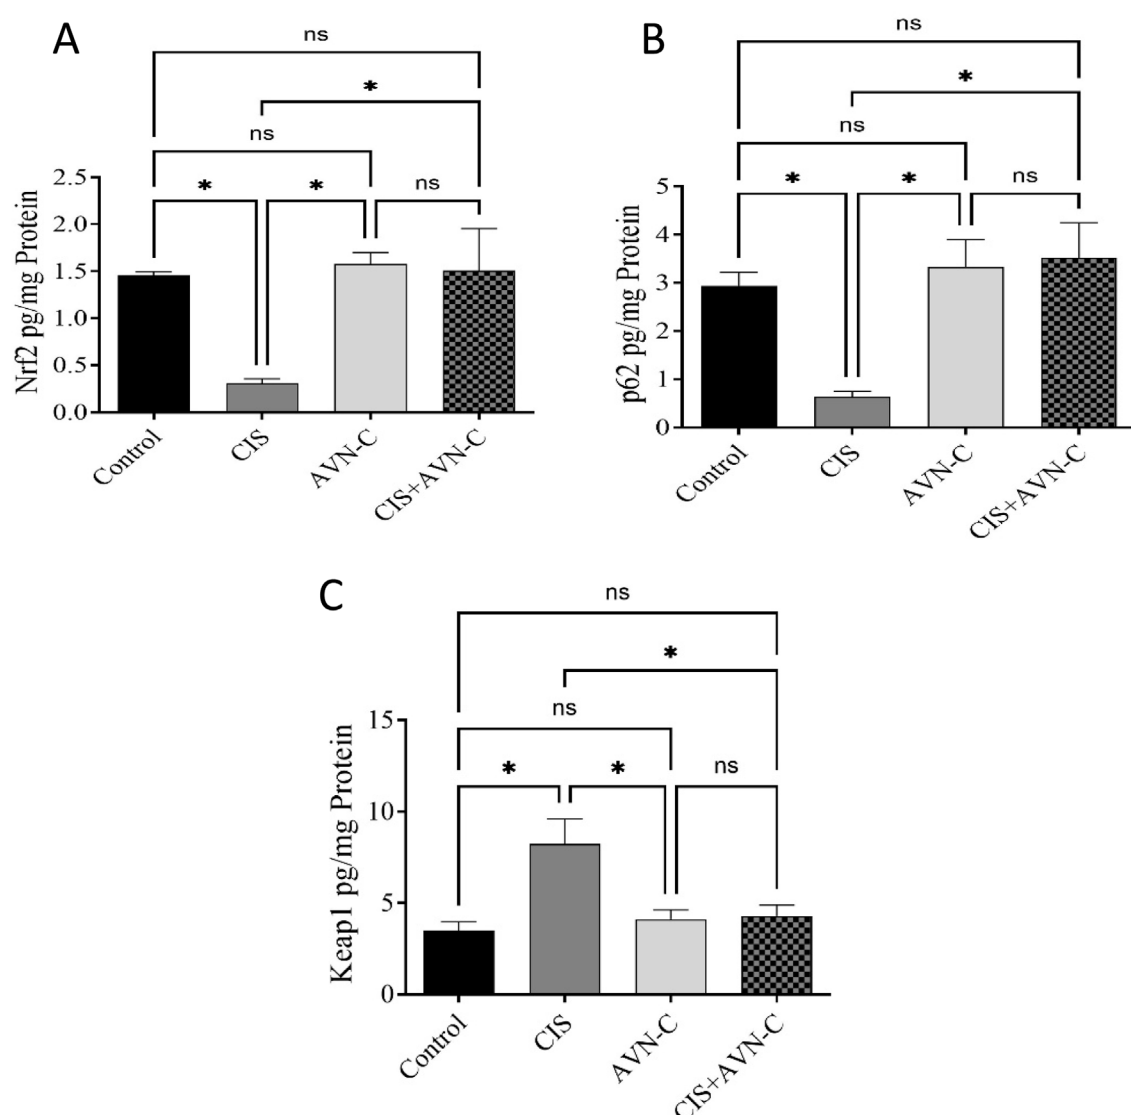 A
ns
*
ns
* * ns
Nrf2 pg/mg Protein
2.5
2.0
1.5
1.0
0.5
0.0
Control CIS AVN-C CIS+AVN-C
B
ns
*
ns
* * ns
p62 pg/mg Protein
5
4
3
2
1
0
Control CIS AVN-C CIS+AVN-C
C
ns
*
ns
* * ns
Keap1 pg/mg Protein
15
10
5
0
Control CIS AVN-C CIS+AVN-C